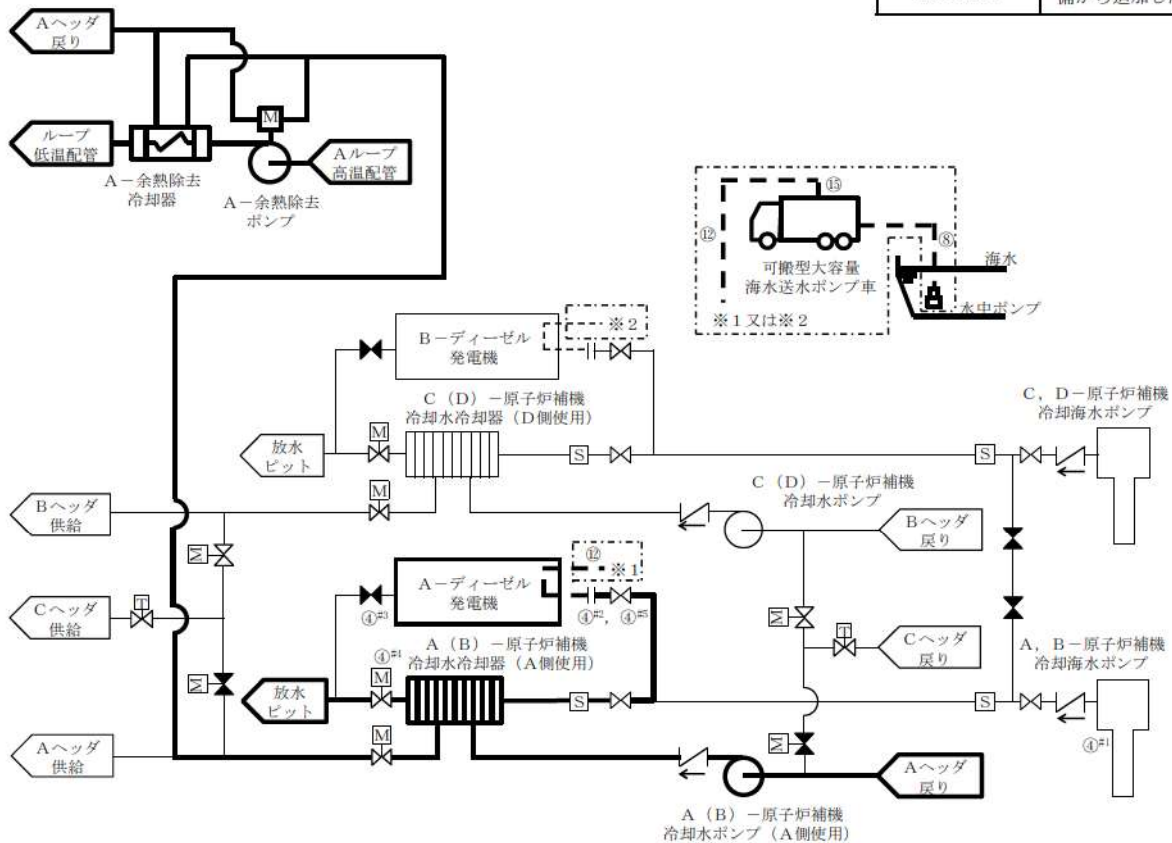 備から追加した
Aヘッダ
戻り
M
ループ
低温配管
Aループ
高温配管
A-余熱除去
冷却器
A-余熱除去
ポンプ
⑮
⑫
⑧
可搬型大容量
海水送水ポンプ車
海水
水中ポンプ
※1又は※2
B-ディーゼル
発電機
※2
C(D)-原子炉補機
冷却水冷却器(D側使用)
C,D-原子炉補機
冷却海水ポンプ
放水
ピット
M
S
S
M
C(D)-原子炉補機
冷却水ポンプ
Bヘッダ
供給
Bヘッダ
戻り
M
A-ディーゼル
発電機
⑫
※1
Cヘッダ
供給
T
④#3
④#2,④#5
M
T
Cヘッダ
戻り
A(B)-原子炉補機
冷却水冷却器(A側使用)
A,B-原子炉補機
冷却海水ポンプ
④#4
M
M
放水
ピット
S
S
④#1
Aヘッダ
供給
M
M
Aヘッダ
戻り
A(B)-原子炉補機
冷却水ポンプ(A側使用)